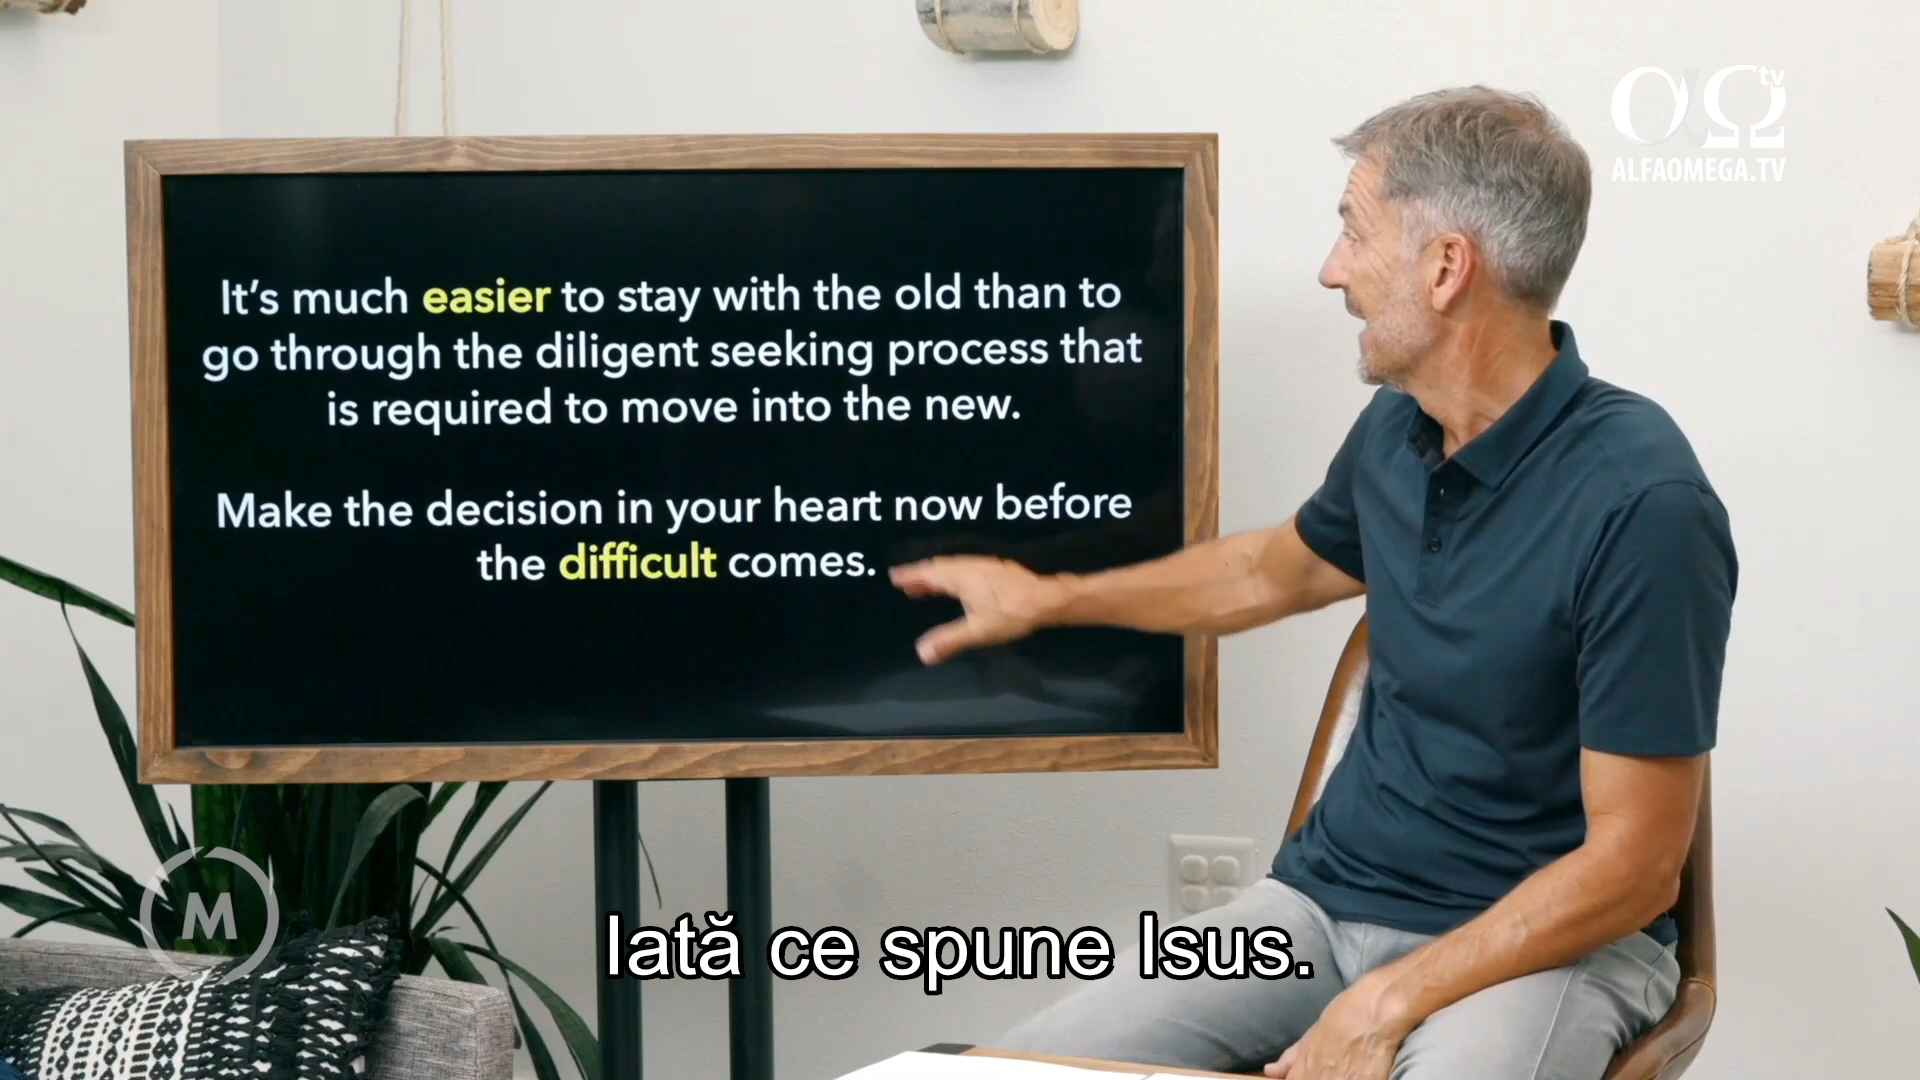 tv
ALFAOMEGA.TV
It's much easier to stay with the old than to
go through the diligent seeking process that
is required to move into the new.
Make the decision in your heart now before
the difficult comes.
M
Iată ce spune Isus.